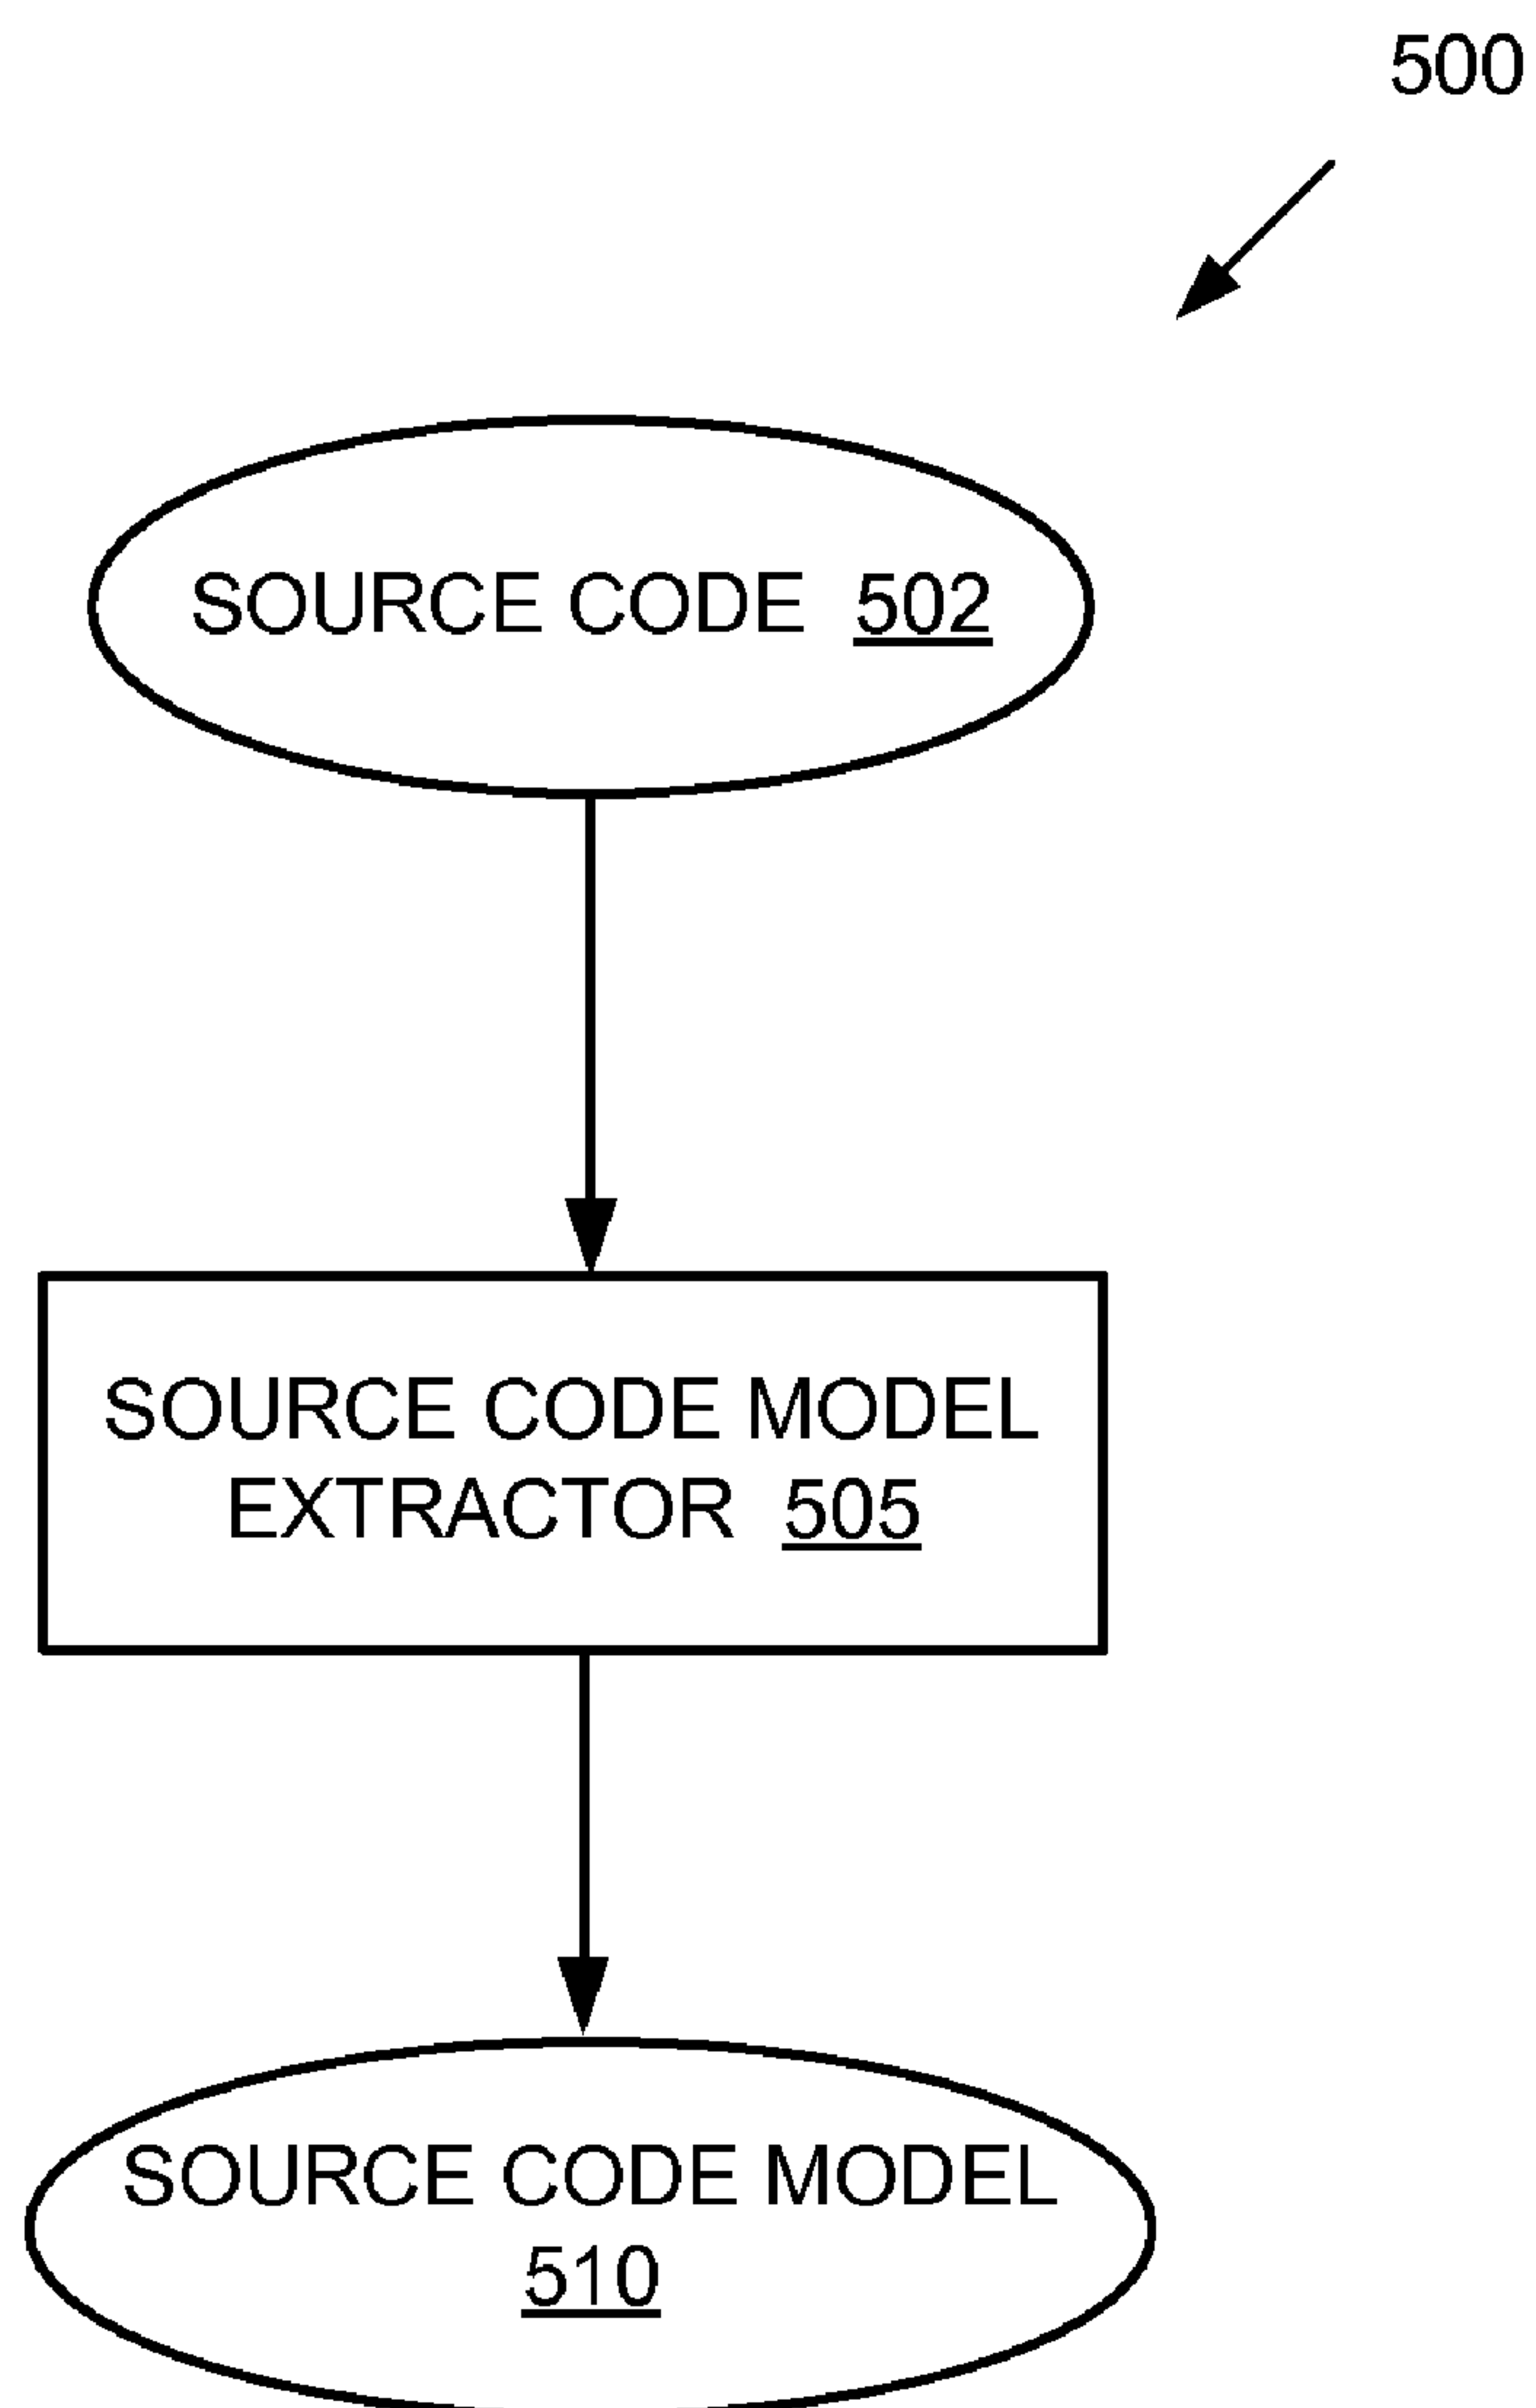 500
SOURCE CODE 502
SOURCE CODE MODEL
EXTRACTOR 505
SOURCE CODE MODEL
510